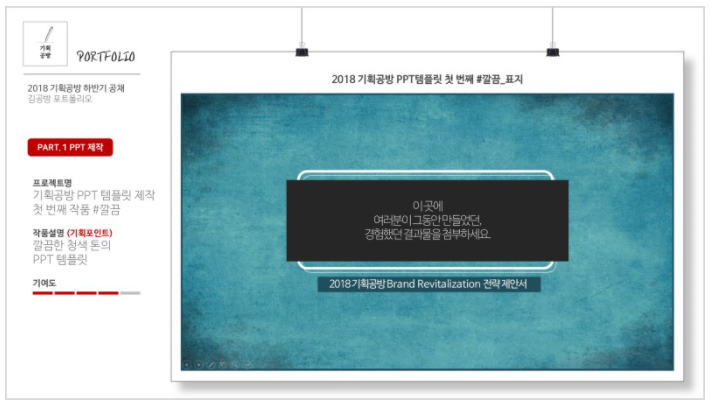 기획
공방
PORTFOLIO
2018 기획공방 하반기 공채
김공방 포트폴리오
PART.1 PPT 제작
프로젝트명
기획공방 PPT 템플릿 제작
첫 번째 작품 #깔끔
작품설명 (기획포인트)
깔끔한 청색 톤의
PPT 템플릿
기여도
2018 기획공방 PPT템플릿 첫 번째 #깔끔_표지
이곳에
여러분이 그동안 만들었던,
경험했던 결과물을 첨부하세요.
2018 기획공방 Brand Revitalization 전략 제안서